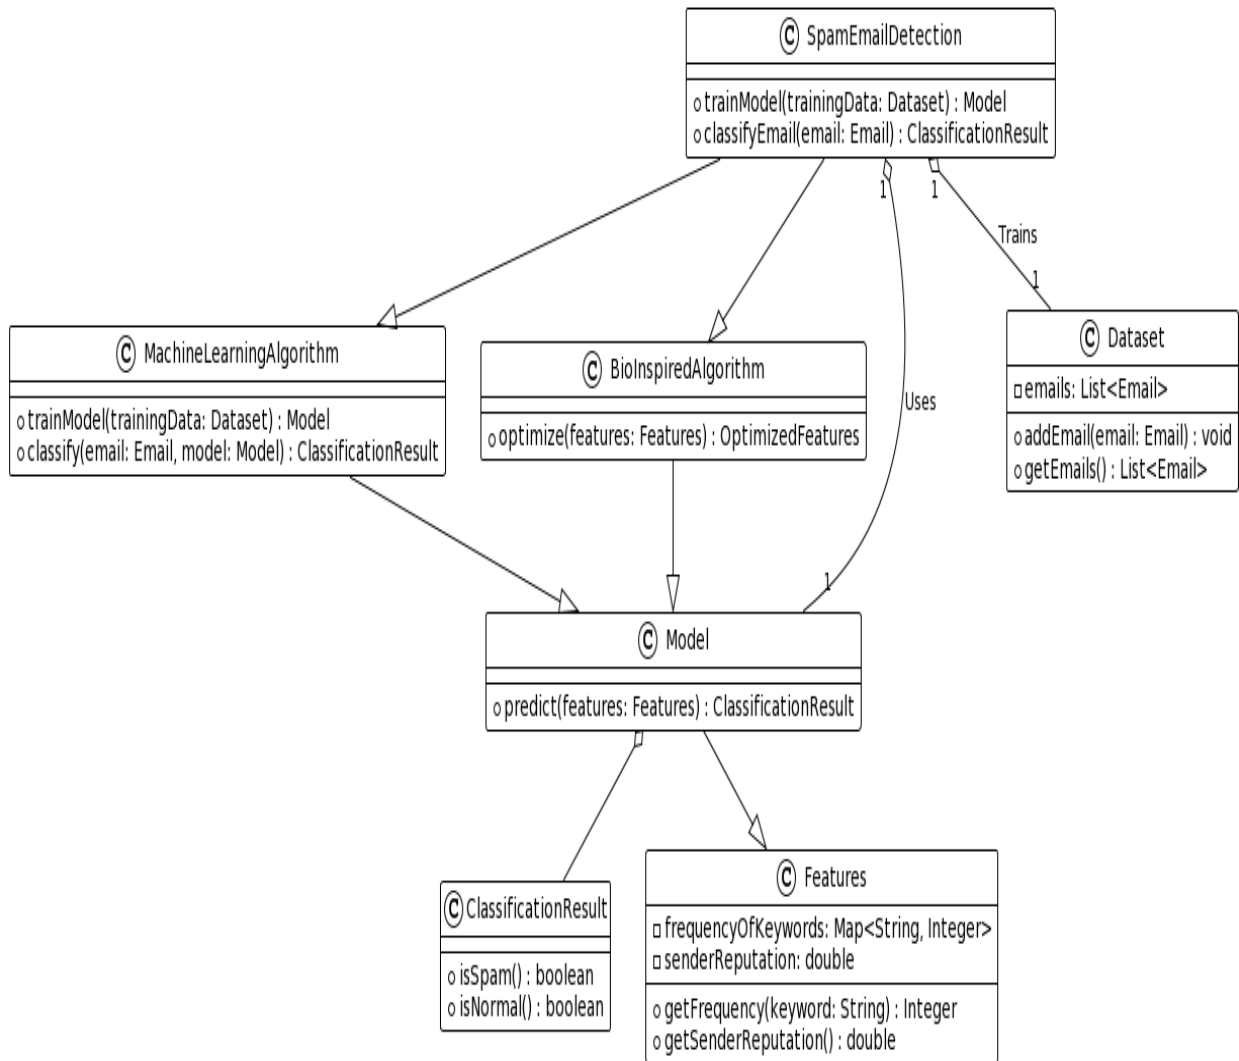 C SpamEmailDetection
trainModel(trainingData: Dataset) : Model
classifyEmail(email: Email) : ClassificationResult
1
1
Trains
1
C MachineLearningAlgorithm
trainModel(trainingData: Dataset) : Model
classify(email: Email, model: Model) : ClassificationResult
C BioInspiredAlgorithm
optimize(features: Features) : OptimizedFeatures
Uses
C Dataset
emails: List<Email>
addEmail(email: Email) : void
getEmails() : List<Email>
1
C Model
predict(features: Features) : ClassificationResult
C ClassificationResult
isSpam() : boolean
isNormal() : boolean
C Features
frequencyOfKeywords: Map<String, Integer>
senderReputation: double
getFrequency(keyword: String) : Integer
getSenderReputation() : double